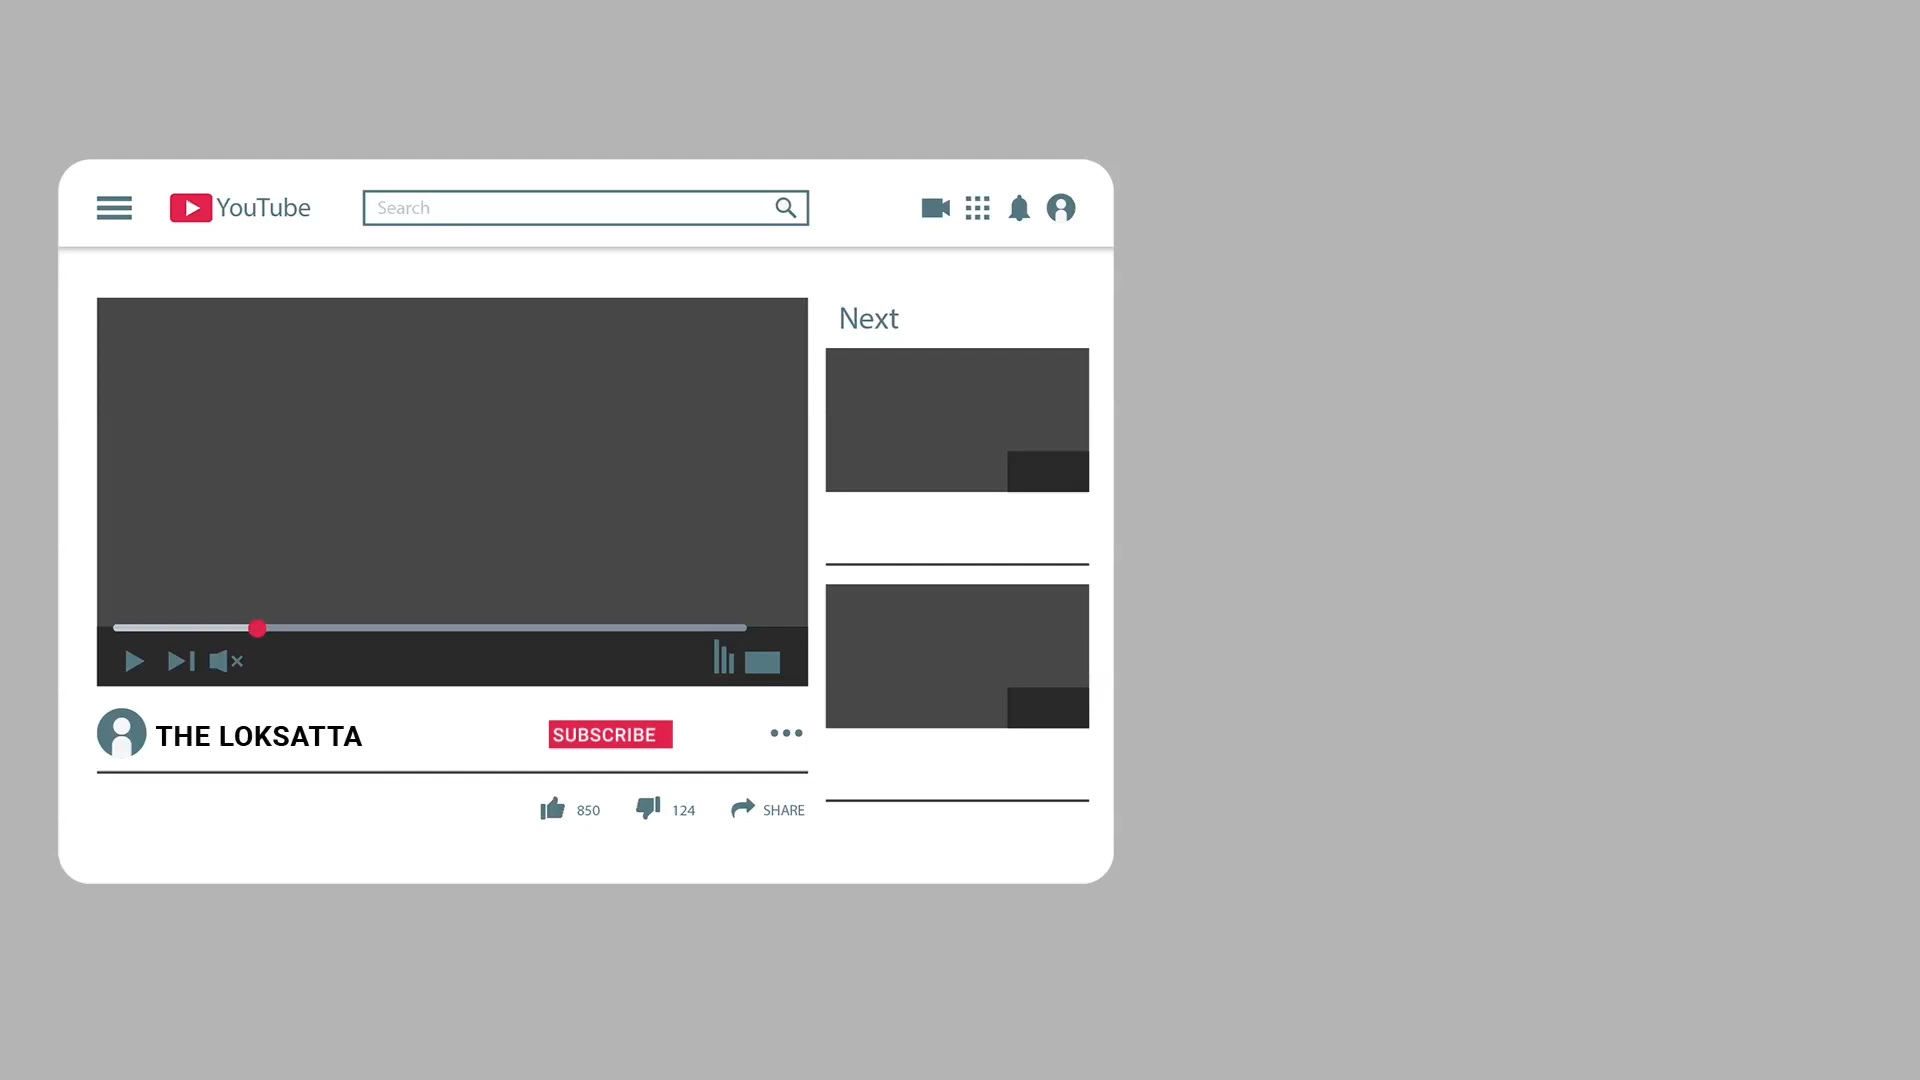 YouTube
Search
Next
THE LOKSATTA
SUBSCRIBE
850
124
SHARE